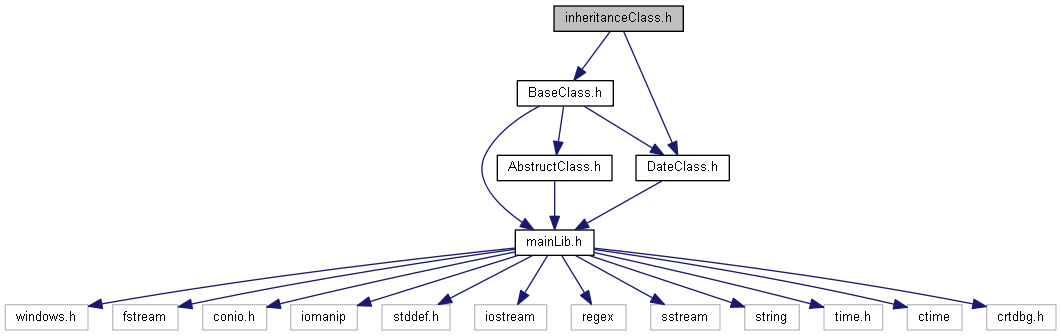 inheritanceClass.h
BaseClass.h
AbstructClass.h
DateClass.h
mainLib.h
windows.h
fstream
conio.h
iomanip
stddef.h
iostream
regex
sstream
string
time.h
ctime
crtdbg.h